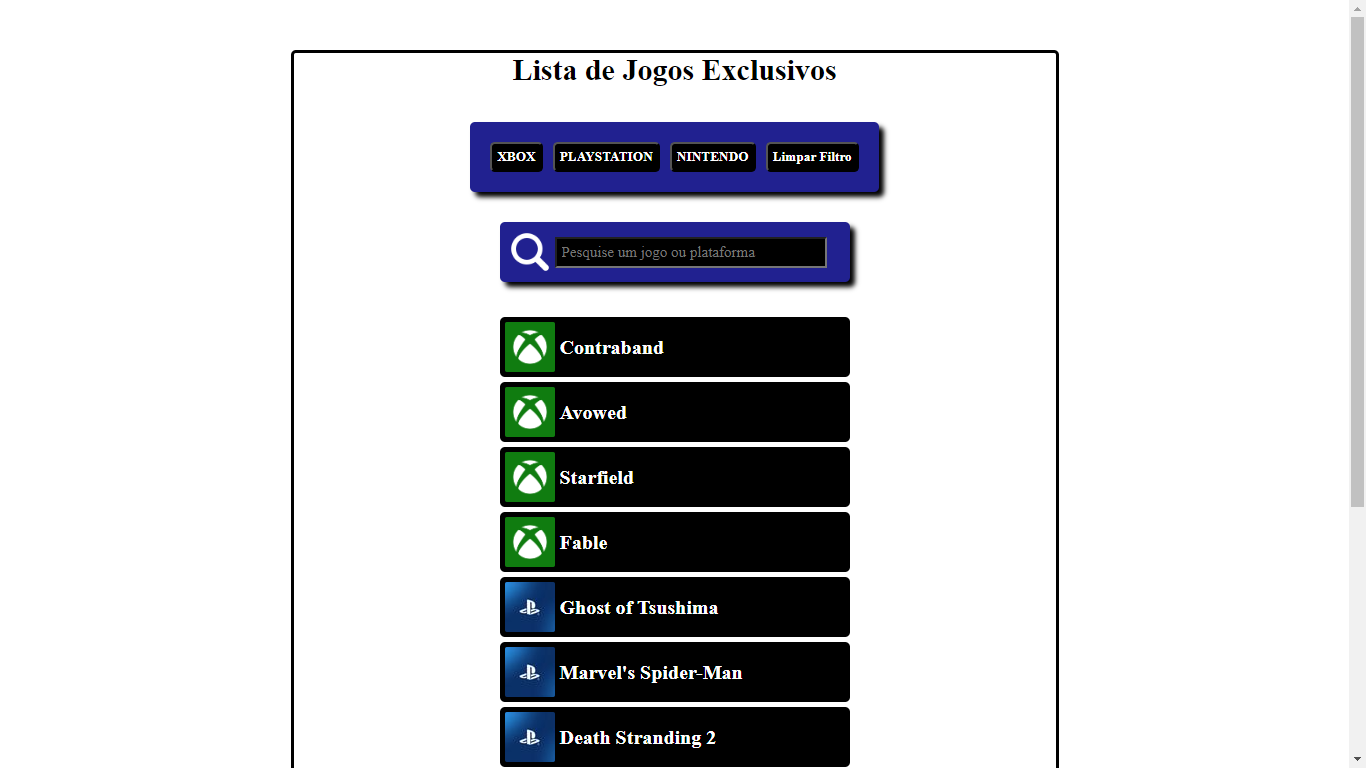 Lista de Jogos Exclusivos
XBOX PLAYSTATION NINTENDO Limpar Filtro
Pesquise um jogo ou plataforma
Contraband
Avowed
Starfield
Fable
Ghost of Tsushima
Marvel's Spider-Man
Death Stranding 2